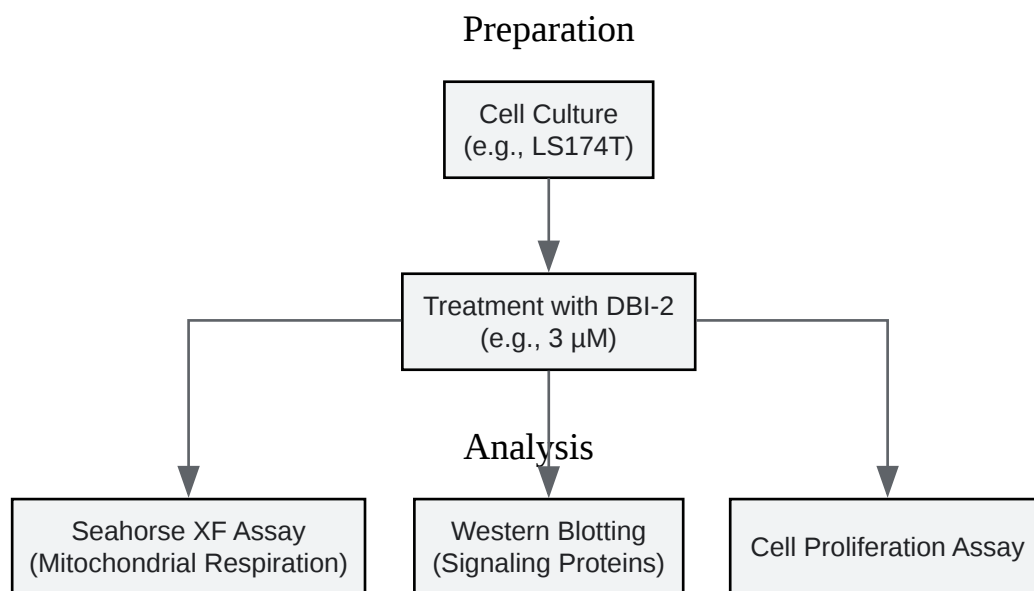 Preparation
Cell Culture
(e.g., LS174T)
Treatment with DBI-2
(e.g., 3 µM)
Analysis
Seahorse XF Assay
(Mitochondrial Respiration)
Western Blotting
(Signaling Proteins)
Cell Proliferation Assay